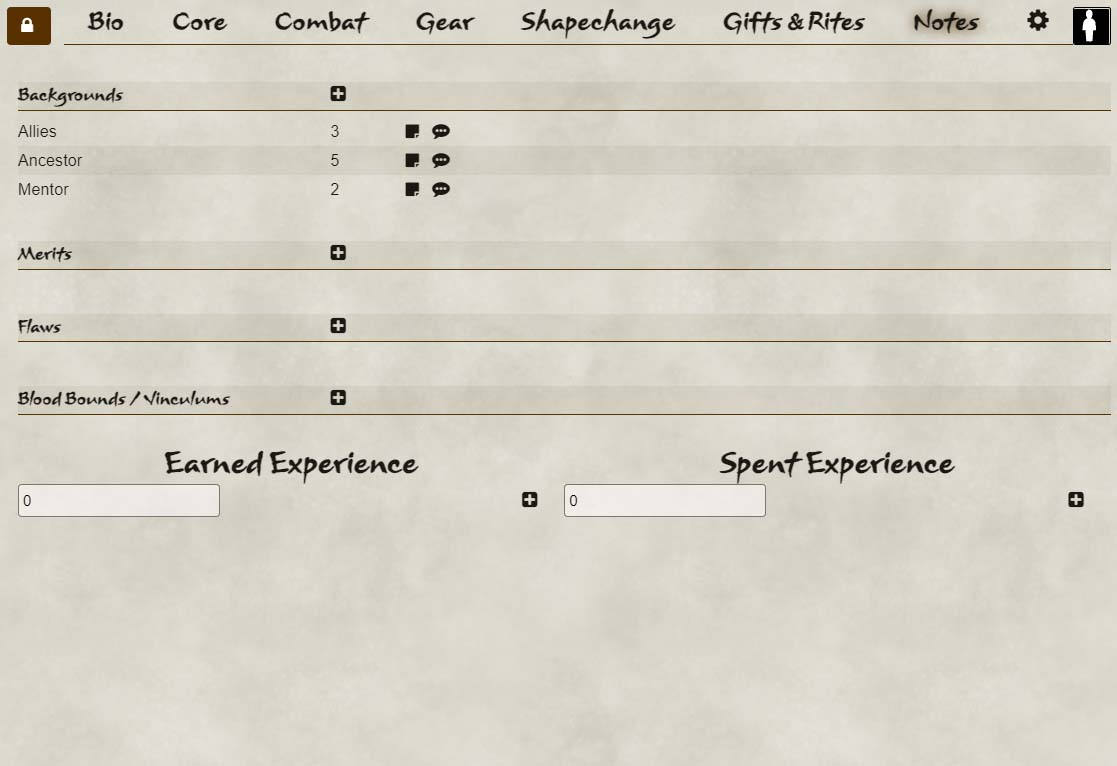 Bio Core Combat Gear Shapechange Gifts & Rites Notes
Backgrounds
Allies 3
Ancestor 5
Mentor 2
Merits
Flaws
Blood Bounds / Vinculums
Earned Experience Spent Experience
0 0